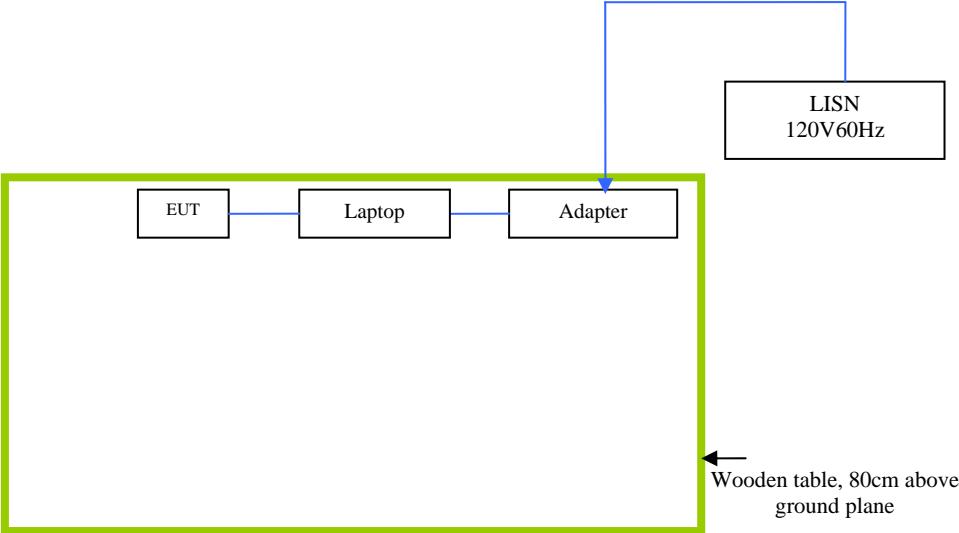 LISN
120V60Hz
EUT
Laptop
Adapter
Wooden table, 80cm above
ground plane